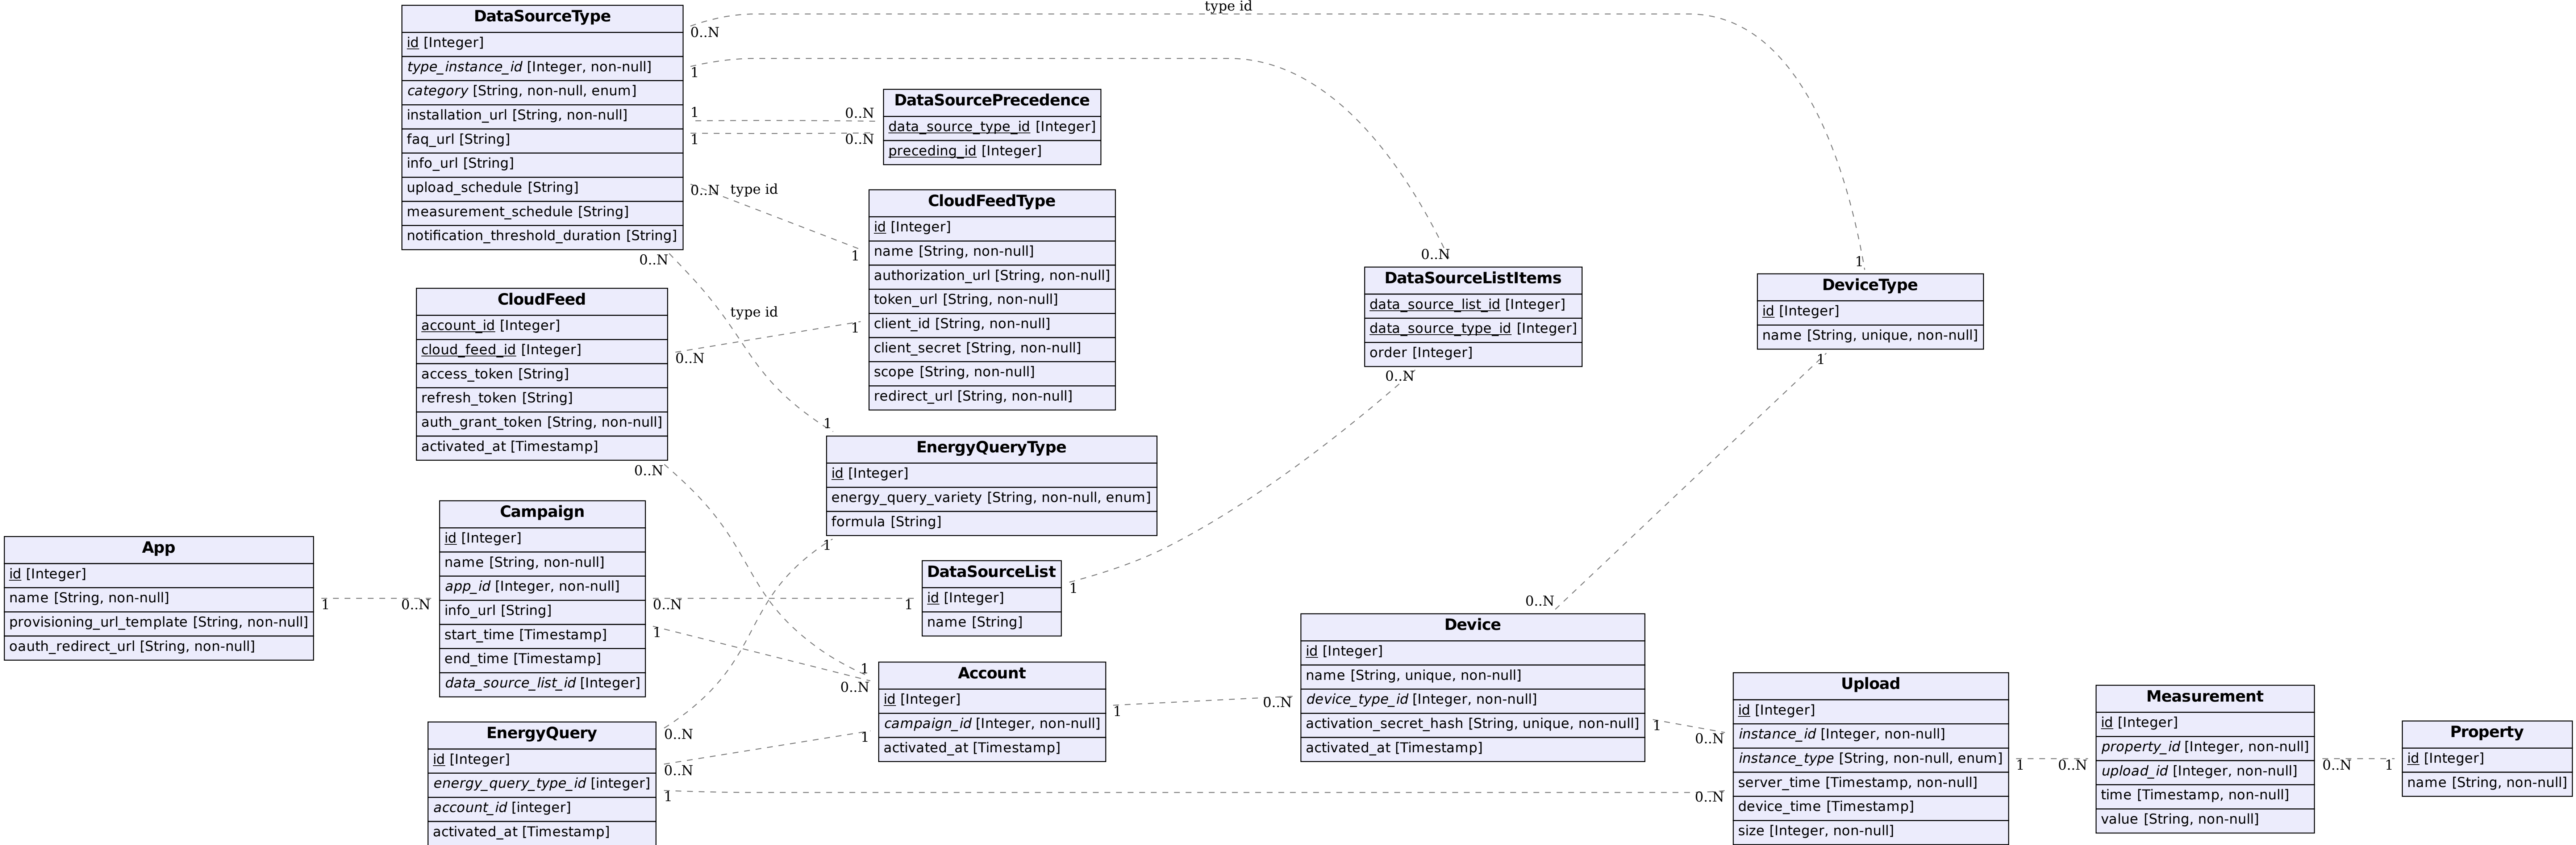 type id
DataSourceType
id [Integer]
type_instance_id [Integer, non-null]
category [String, non-null, enum]
installation_url [String, non-null]
faq_url [String]
info_url [String]
upload_schedule [String]
measurement_schedule [String]
notification_threshold_duration [String]
0..N
1
1
0..N
1
0..N
0..N
type id
1
0..N
type id
DataSourcePrecedence
data_source_type_id [Integer]
preceding_id [Integer]
CloudFeedType
id [Integer]
name [String, non-null]
authorization_url [String, non-null]
token_url [String, non-null]
client_id [String, non-null]
client_secret [String, non-null]
scope [String, non-null]
redirect_url [String, non-null]
0..N
DataSourceListItems
data_source_list_id [Integer]
data_source_type_id [Integer]
order [Integer]
0..N
1
DeviceType
id [Integer]
name [String, unique, non-null]
1
CloudFeed
account_id [Integer]
cloud_feed_id [Integer]
access_token [String]
refresh_token [String]
auth_grant_token [String, non-null]
activated_at [Timestamp]
0..N
1
0..N
1
EnergyQueryType
id [Integer]
energy_query_variety [String, non-null, enum]
formula [String]
1
App
id [Integer]
name [String, non-null]
provisioning_url_template [String, non-null]
oauth_redirect_url [String, non-null]
1
0..N
Campaign
id [Integer]
name [String, non-null]
app_id [Integer, non-null]
info_url [String]
start_time [Timestamp]
end_time [Timestamp]
data_source_list_id [Integer]
0..N
1
1
DataSourceList
id [Integer]
name [String]
1
1
0..N
Account
id [Integer]
campaign_id [Integer, non-null]
activated_at [Timestamp]
1
0..N
0..N
Device
id [Integer]
name [String, unique, non-null]
device_type_id [Integer, non-null]
activation_secret_hash [String, unique, non-null]
activated_at [Timestamp]
1
0..N
EnergyQuery
id [Integer]
energy_query_type_id [integer]
account_id [integer]
activated_at [Timestamp]
0..N
0..N
1
1
0..N
Upload
id [Integer]
instance_id [Integer, non-null]
instance_type [String, non-null, enum]
server_time [Timestamp, non-null]
device_time [Timestamp]
size [Integer, non-null]
1
0..N
Measurement
id [Integer]
property_id [Integer, non-null]
upload_id [Integer, non-null]
time [Timestamp, non-null]
value [String, non-null]
0..N
1
Property
id [Integer]
name [String, non-null]